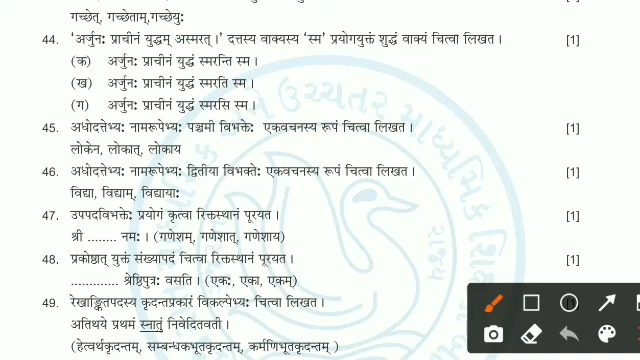 गच्छेत्, गच्छेताम्,गच्छेयुः
44. ‘अर्जुनः प्राचीनं युद्धम् अस्मरत् ।’ दत्तस्य वाक्यस्य ‘स्म’ प्रयोगयुक्तं शुद्धं वाक्यं चित्वा लिखत । [1]
(क) अर्जुनः प्राचीनं युद्धं स्मरन्ति स्म ।
(ख) अर्जुनः प्राचीनं युद्धं स्मरति स्म ।
(ग) अर्जुनः प्राचीनं युद्धं स्मरसि स्म ।
45. अधोदत्तेभ्यः नामरूपेभ्यः पञ्चमी विभक्तेः एकवचनस्य रूपं चित्वा लिखत । [1]
लोकेन, लोकात्, लोकाय
46. अधोदत्तेभ्यः नामरूपेभ्यः द्वितीया विभक्तेः एकवचनस्य रूपं चित्वा लिखत । [1]
विद्या, विद्याम्, विद्यायाः
47. उपपदविभक्तेः प्रयोगं कृत्वा रिक्तस्थानं पूरयत । [1]
श्री ........ नमः । (गणेशम्, गणेशात्, गणेशाय)
48. प्रकोष्ठात् युक्तं संख्यापदं चित्वा रिक्तस्थानं पूरयत । [1]
............. श्रेष्ठिपुत्रः वसति । (एकः, एका, एकम्)
49. रेखाङ्कितपदस्य कृदन्तप्रकारं विकल्पेभ्यः चित्वा लिखत ।
अतिथये प्रथमं स्नातुं निवेदितवती ।
(हेत्वर्थकृदन्तम्, सम्बन्धकभूतकृदन्तम्, कर्मणिभूतकृदन्तम् )